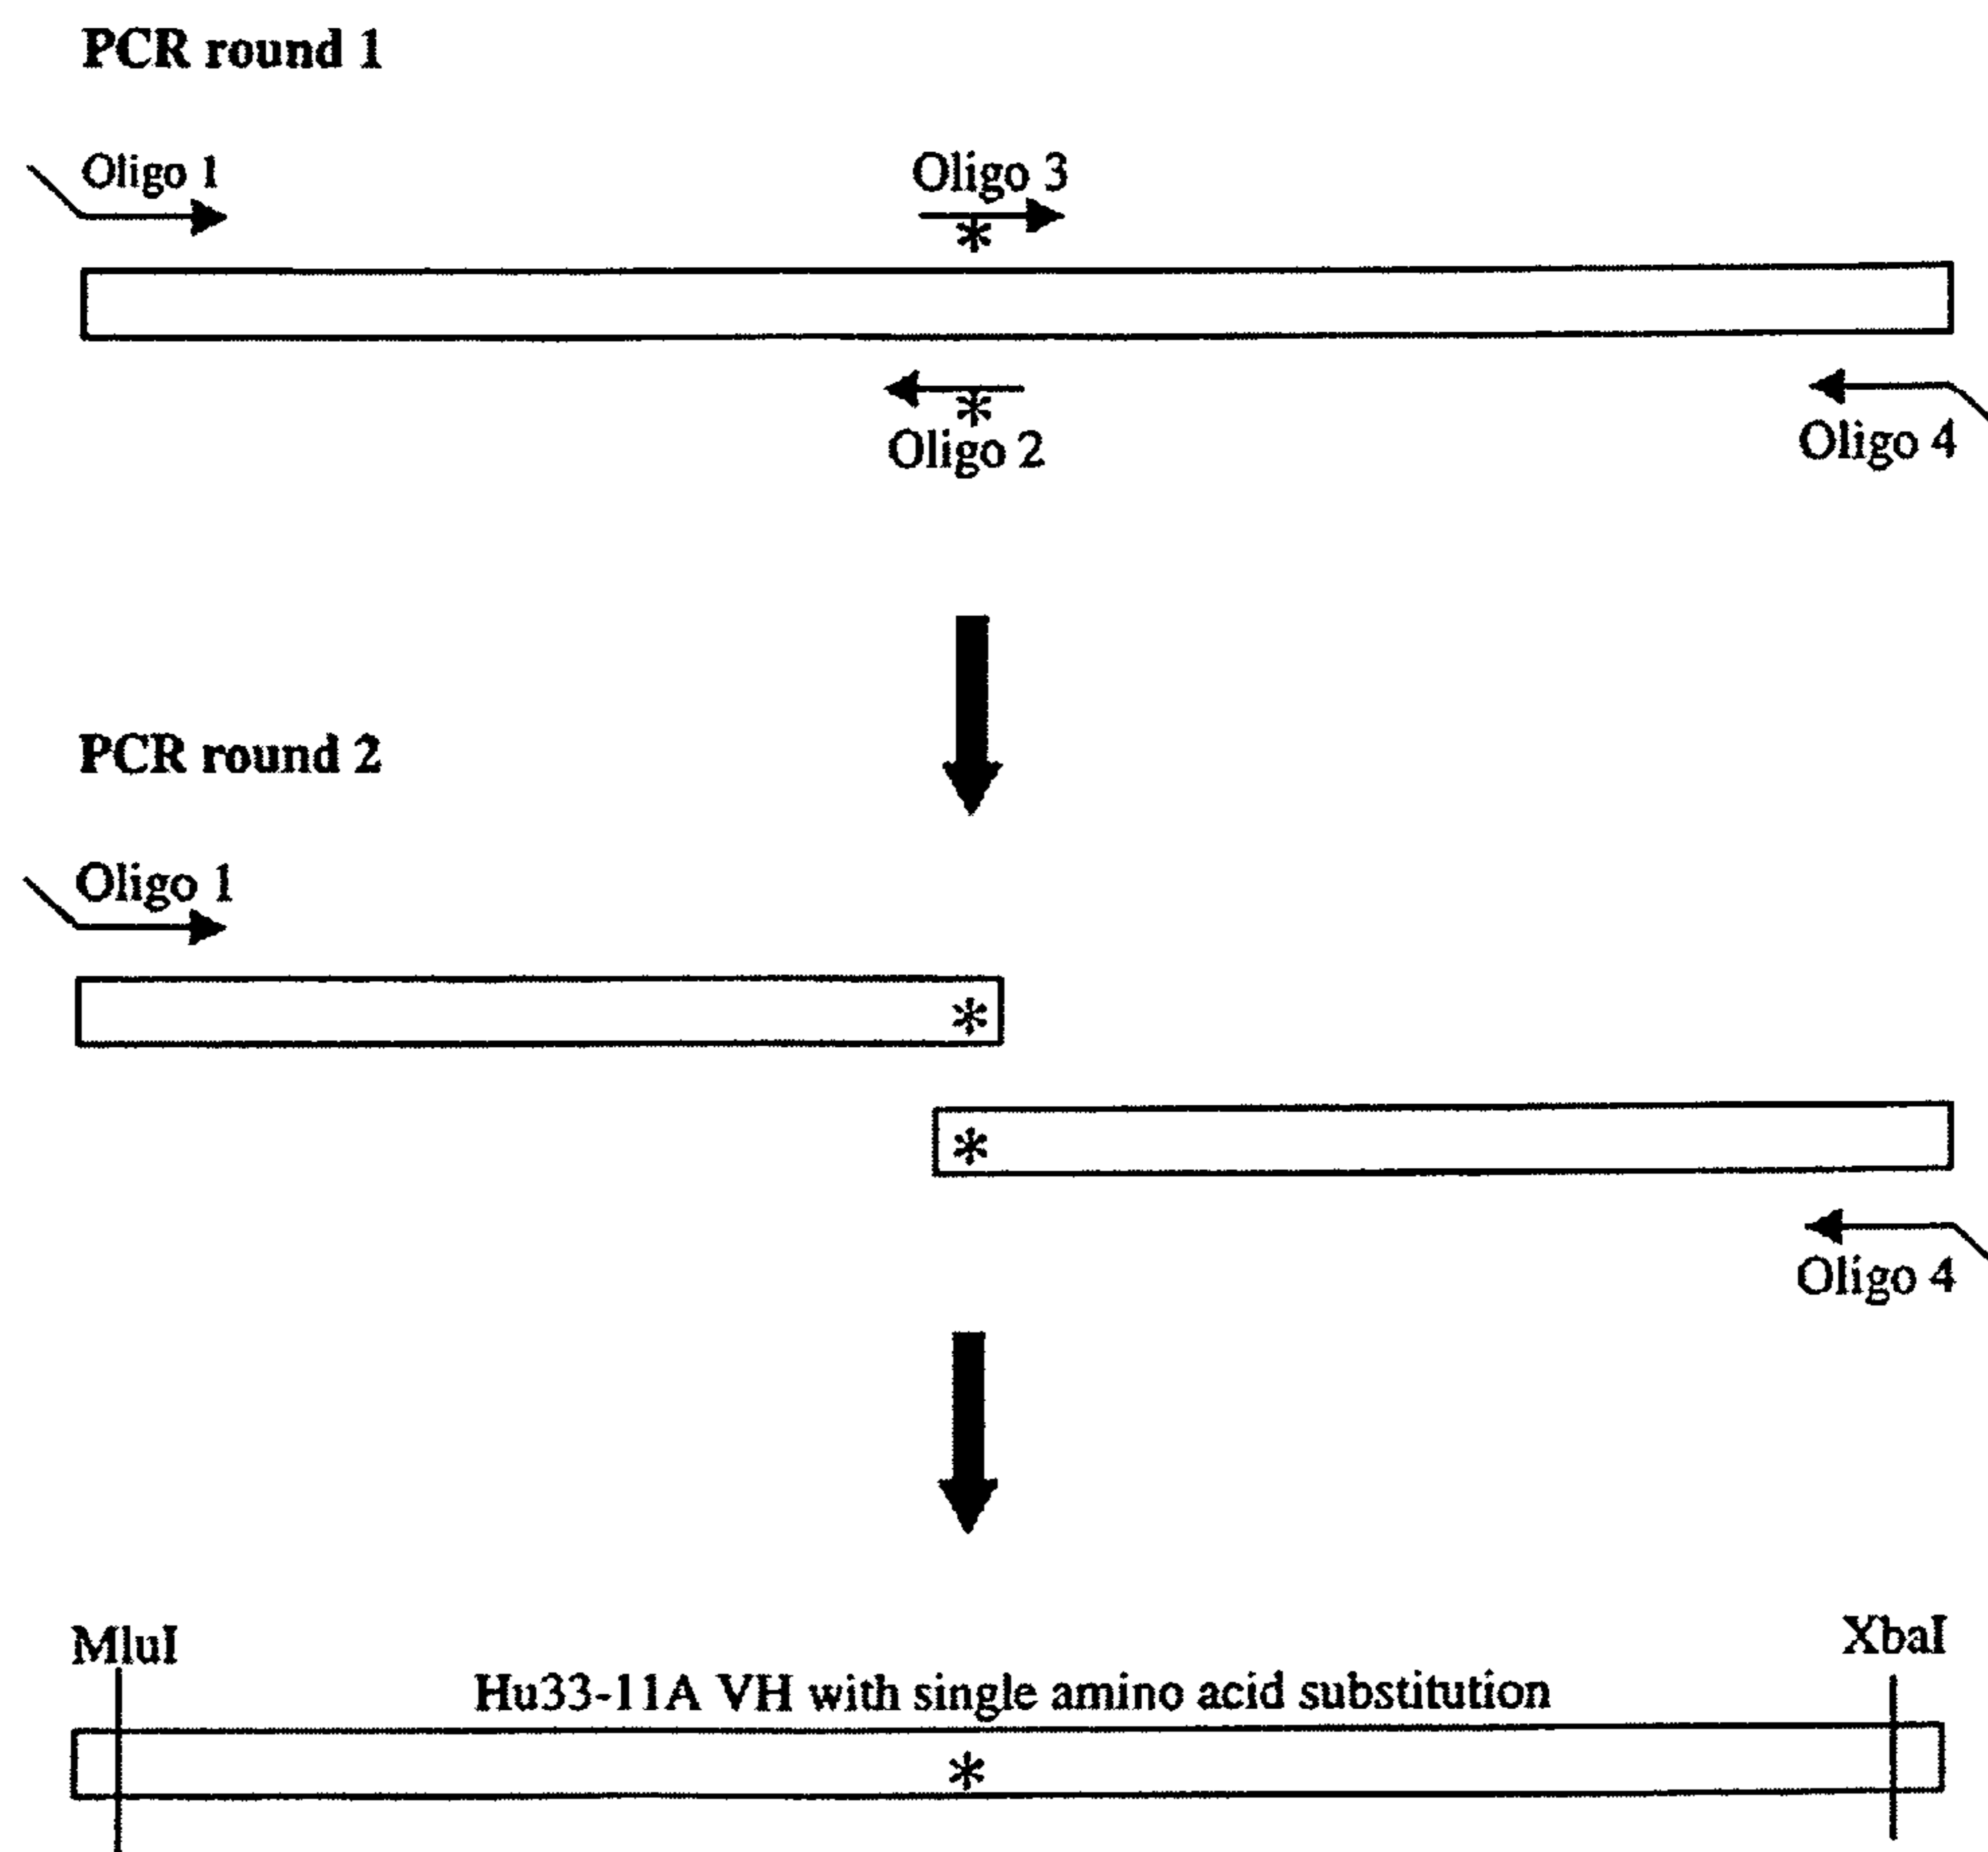 PCR round 1
Oligo 1
Oligo 3
*
*
Oligo 2
Oligo 4
PCR round 2
Oligo 1
*
*
Oligo 4
MluI
XbaI
Hu33-11A VH with single amino acid substitution
*